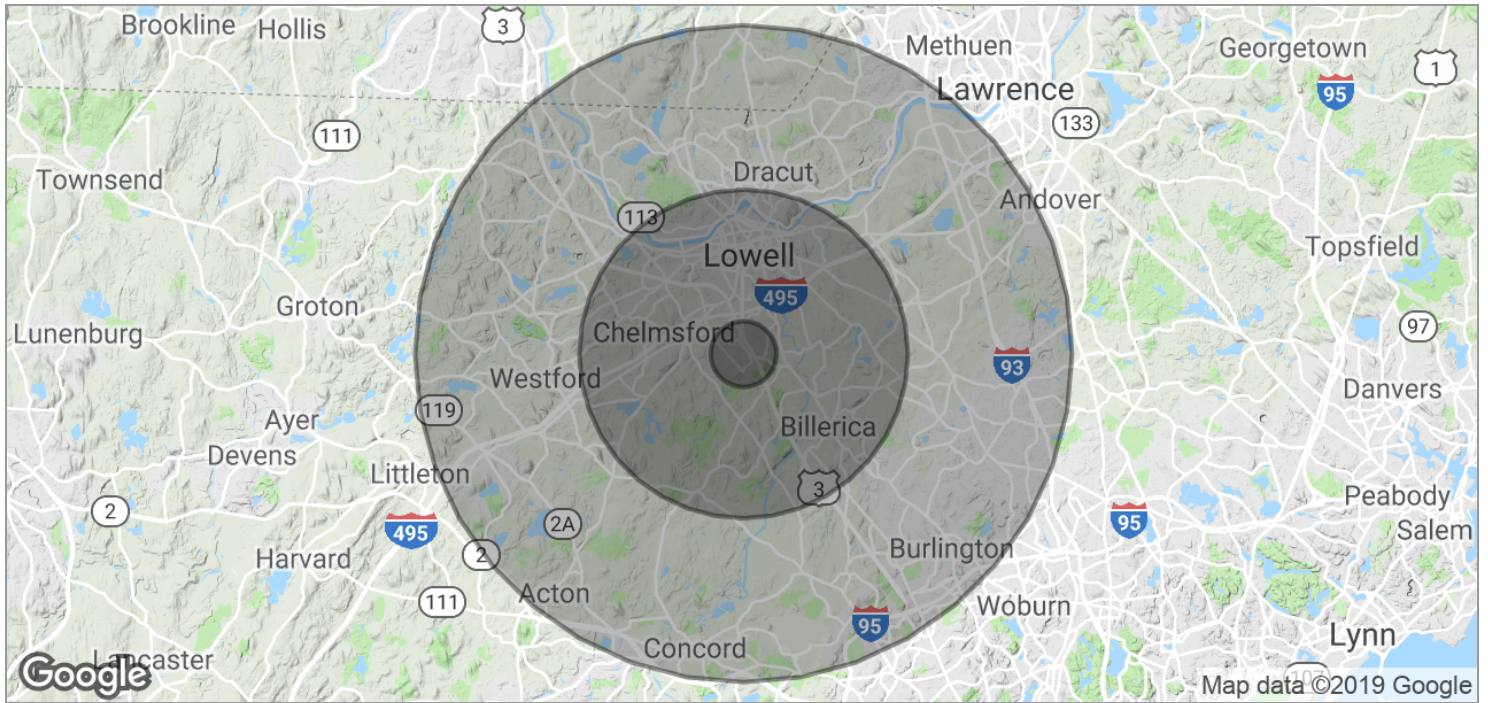 Brookline
Hollis
3
Methuen
Georgetown
1
Lawrence
95
111
133
Townsend
Dracut
Andover
113
Topsfield
Lowell
495
Groton
Lunenburg
Chelmsford
97
93
Westford
Danvers
119
Ayer
Billerica
Devens
Littleton
3
Peabody
2
2A
95
Salem
495
Burlington
Harvard
2
Acton
111
Woburn
95
Lynn
Concord
Lancaster
Google
Map data ©2019 Google